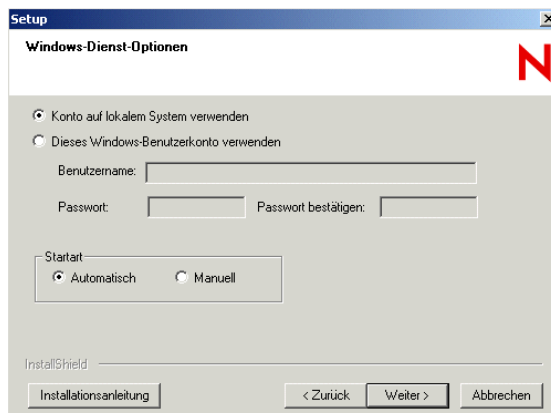 Setup
Windows-Dienst-Optionen
N
Konto auf lokalem System verwenden
Dieses Windows-Benutzerkonto verwenden
Benutzername:
Passwort: Passwort bestätigen:
Startart
Automatisch Manuell
InstallShield
Installationsanleitung < Zurück Weiter > Abbrechen